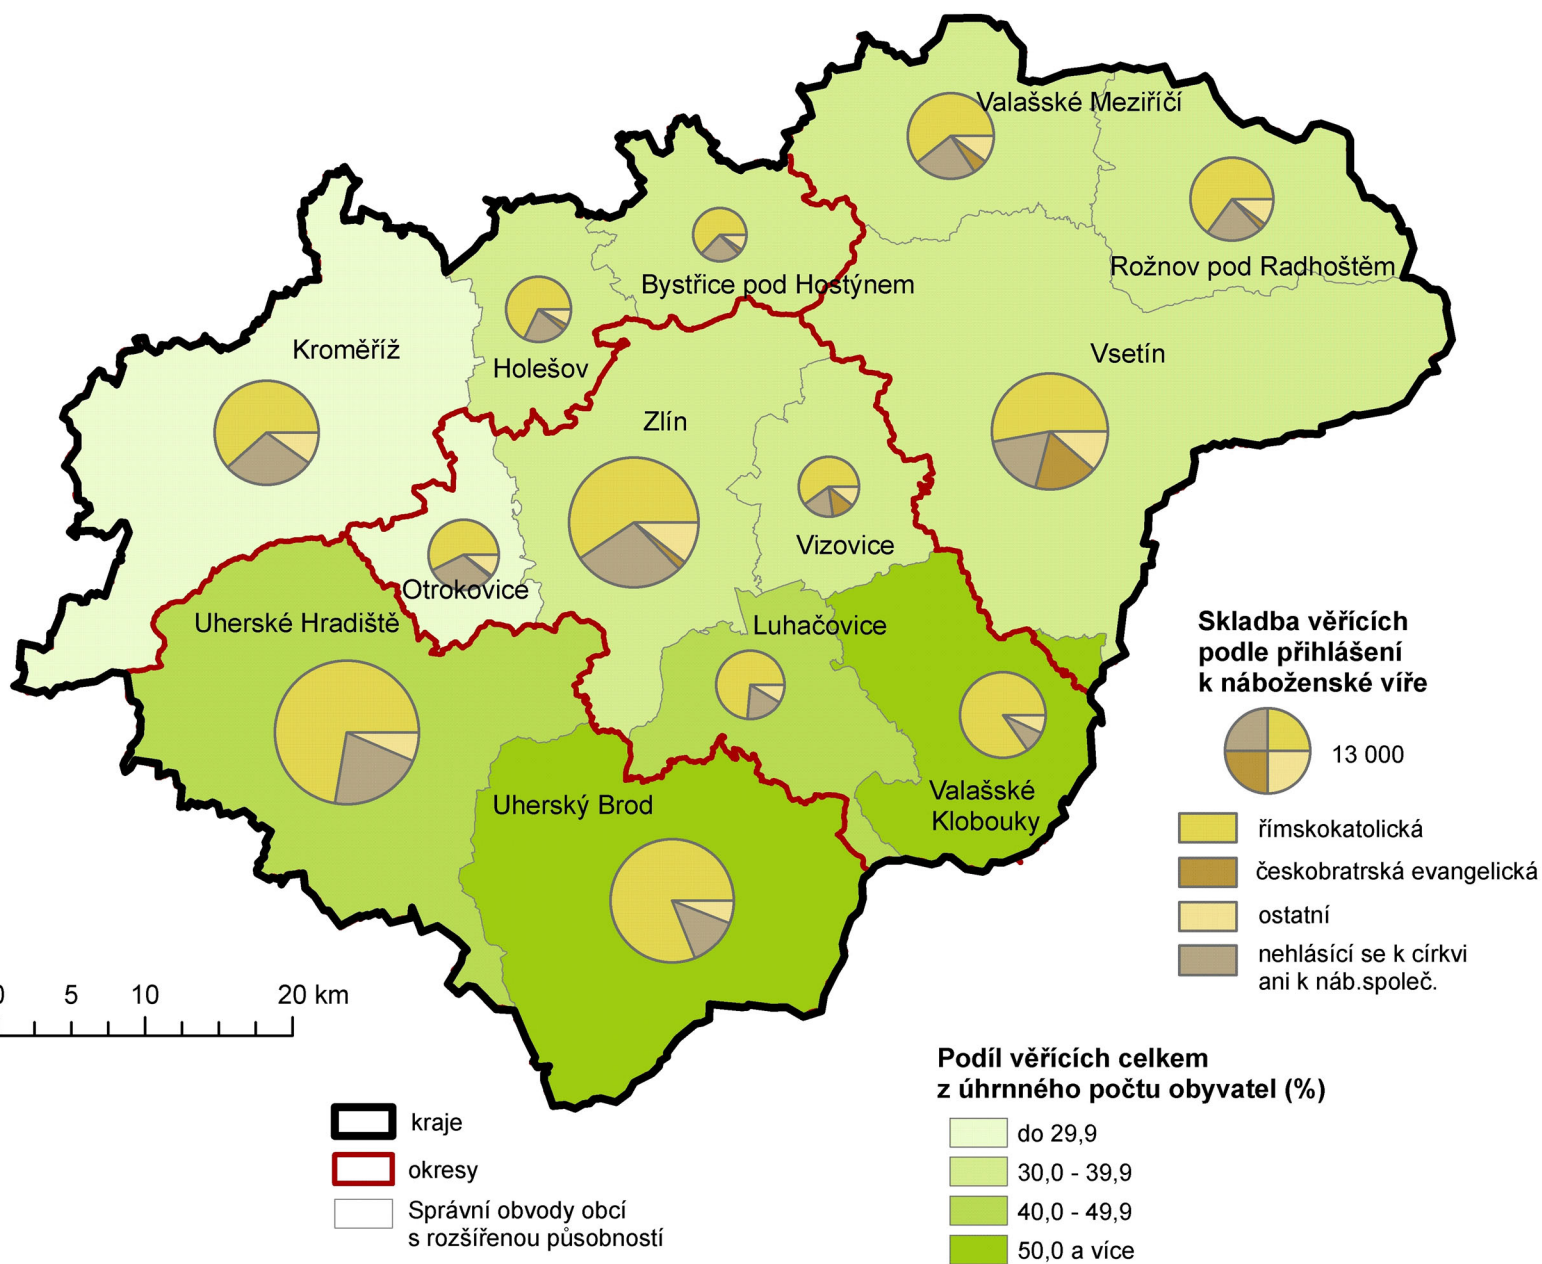 Valašské Meziříčí
Rožnov pod Radhoštěm
Bystřice pod Hostýnem
Kroměříž
Holešov
Vsetín
Zlín
Vizovice
Otrokovice
Uherské Hradiště
Luhačovice
Uherský Brod
Valašské
Klobouky
Skladba věřících
podle přihlášení
k náboženské víře
13 000
římskokatolická
českobratrská evangelická
ostatní
nehlásící se k církvi
ani k náb.společ.
0 5 10 20 km
Podíl věřících celkem
z úhrnného počtu obyvatel (%)
do 29,9
30,0 - 39,9
40,0 - 49,9
50,0 a více
kraje
okresy
Správní obvody obcí
s rozšířenou působností